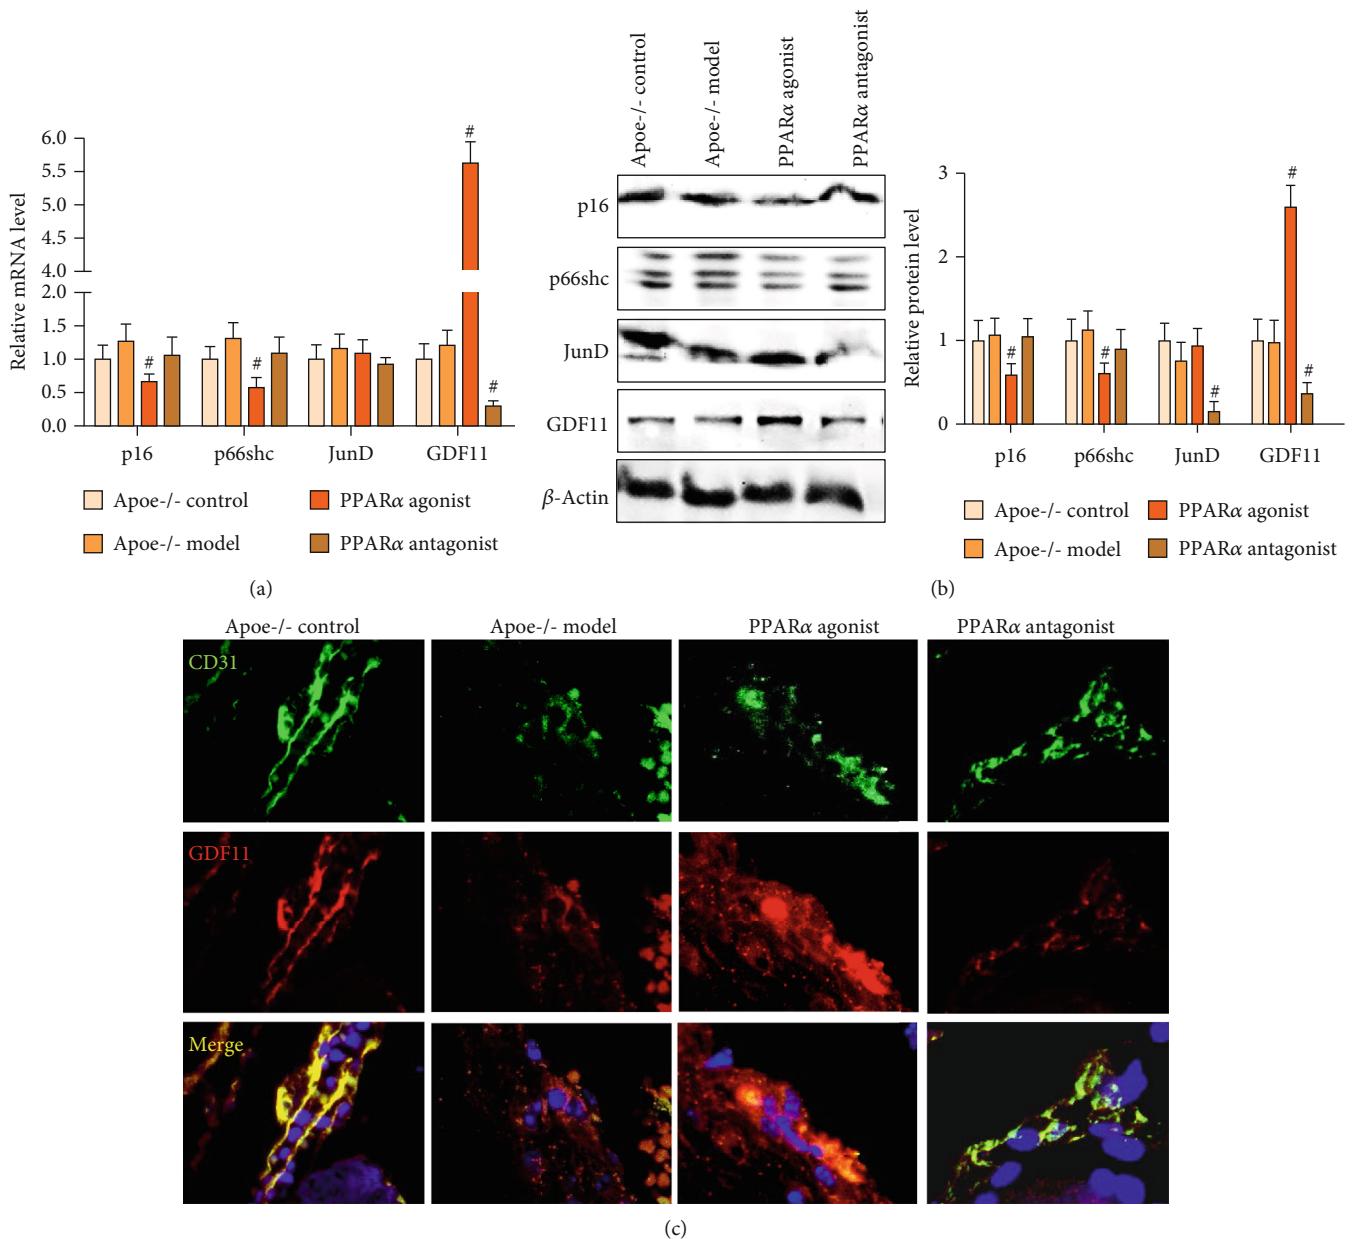 Relative mRNA level
6.0
5.5
5.0
4.5
4.0
2.0
1.5
1.0
0.5
0.0
#
#
#
#
p16 p66shc JunD GDF11
Apoe-/- control PPARα agonist
Apoe-/- model PPARα antagonist
(a)
Apoe-/- control
Apoe-/- model
PPARα agonist
PPARα antagonist
p16
p66shc
JunD
GDF11
β-Actin
Relative protein level
3
2
1
0
#
#
#
#
#
p16 p66shc JunD GDF11
Apoe-/- control PPARα agonist
Apoe-/- model PPARα antagonist
(b)
Apoe-/- control Apoe-/- model PPARα agonist PPARα antagonist
CD31
GDF11
Merge
(c)